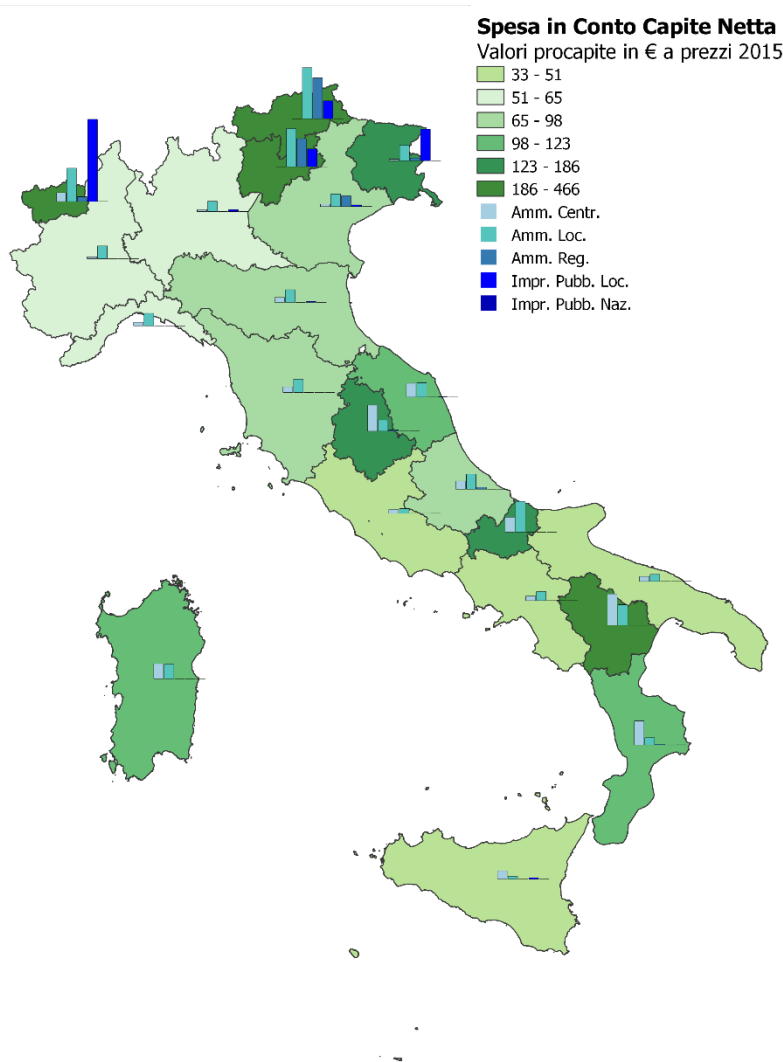 Spesa in Conto Capite Netta
Valori procapite in € a prezzi 2015
33 - 51
51 - 65
65 - 98
98 - 123
123 - 186
186 - 466
Amm. Centr.
Amm. Loc.
Amm. Reg.
Impr. Pubb. Loc.
Impr. Pubb. Naz.